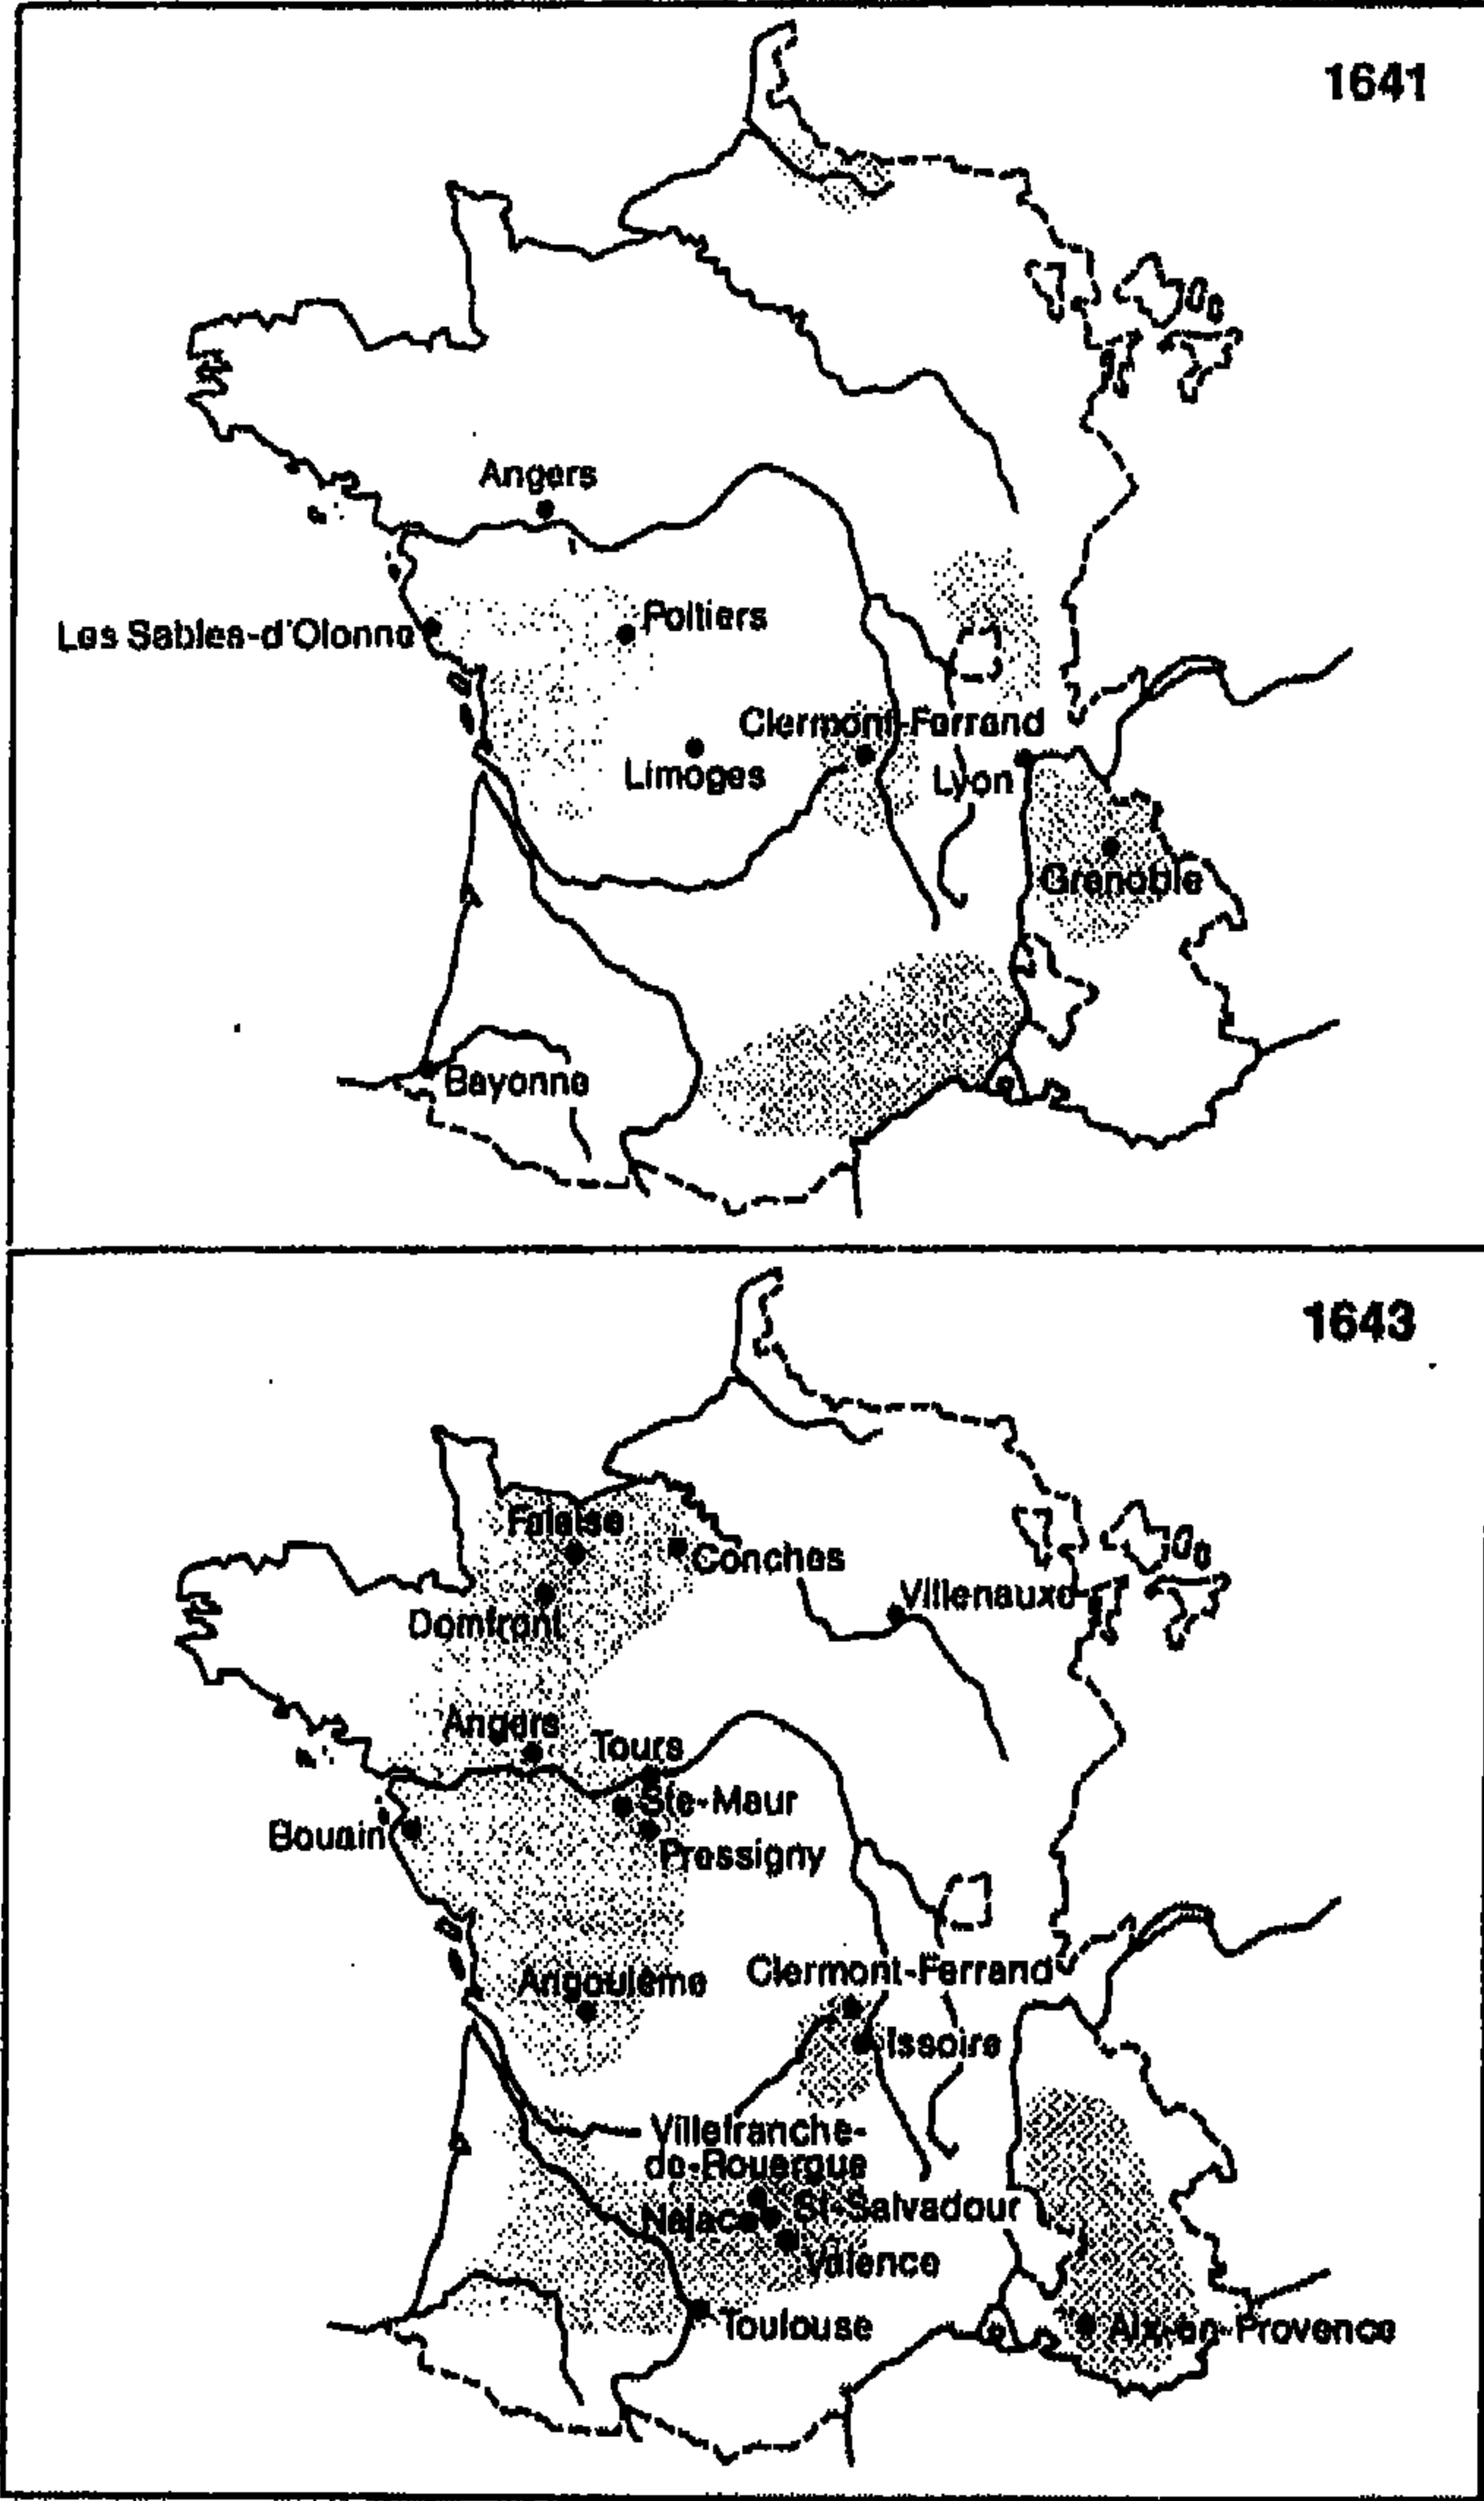 1641
Angers
Les Sables-d'Olonne
Poitiers
Clermont-Ferrand
Limoges
Lyon
Grenoble
Bayonne
1643
Falaise
Conches
Villenauxe
Domfront
Angers
Tours
Ste-Maur
Bouain
Pressigny
Angoulême
Clermont-Ferrand
Issoire
Villefranche-
de-Rouergue
Najac
St-Salvadour
Valence
Toulouse
Aix-en-Provence